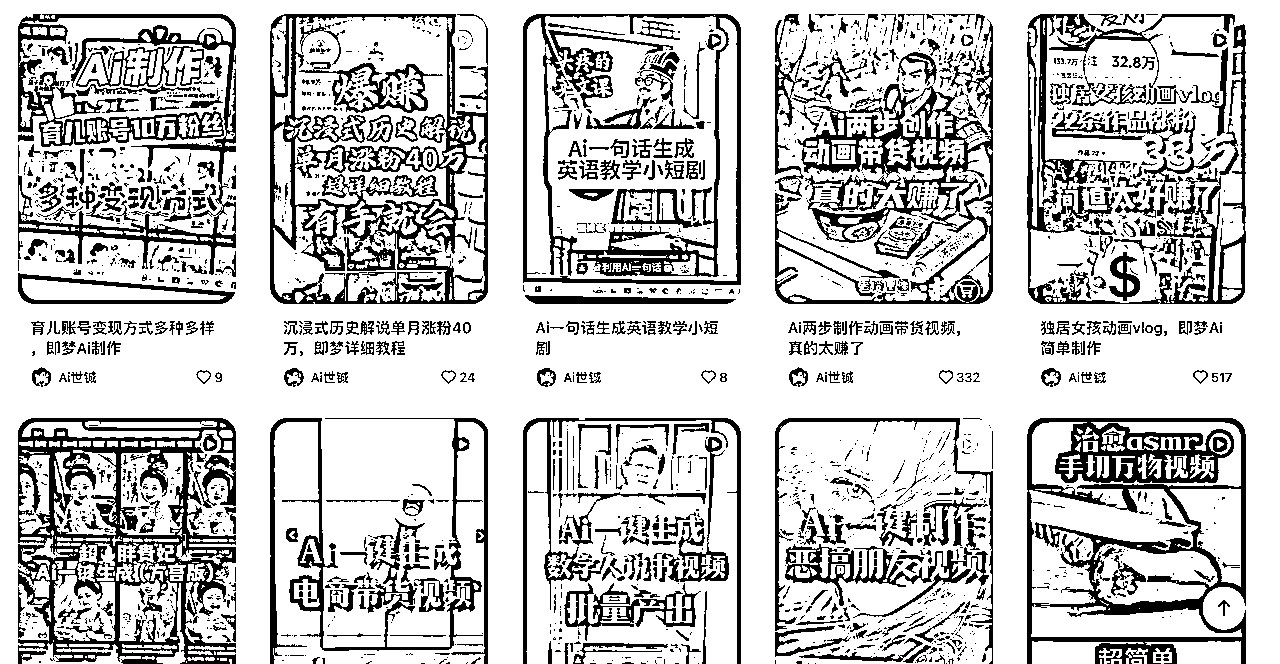 Ai制作
育儿账号10万粉丝
多种变现方式
育儿账号变现方式多种多样
，即梦Ai制作
Ai世铖
9
爆赚
沉浸式历史解说
单月涨粉40万
超详细教程
有手就会
沉浸式历史解说单月涨粉40
万，即梦详细教程
Ai世铖
24
Ai一句话生成
英语教学小短剧
利用Ai一句话
Ai一句话生成英语教学小短
剧
Ai世铖
8
Ai两步创作
动画带货视频
真的太赚了
Ai两步制作动画带货视频，
真的太赚了
Ai世铖
332
32.8万
独居女孩动画vlog
22条作品涨粉
33万
简直太好赚了
$
独居女孩动画vlog，即梦Ai
简单制作
Ai世铖
517
Ai一键生成
Ai一键生成
电商带货视频
Ai一键生成
数字人说书视频
批量产出
Ai一键制作
恶搞朋友视频
治愈asmr
手切万物视频
超简单